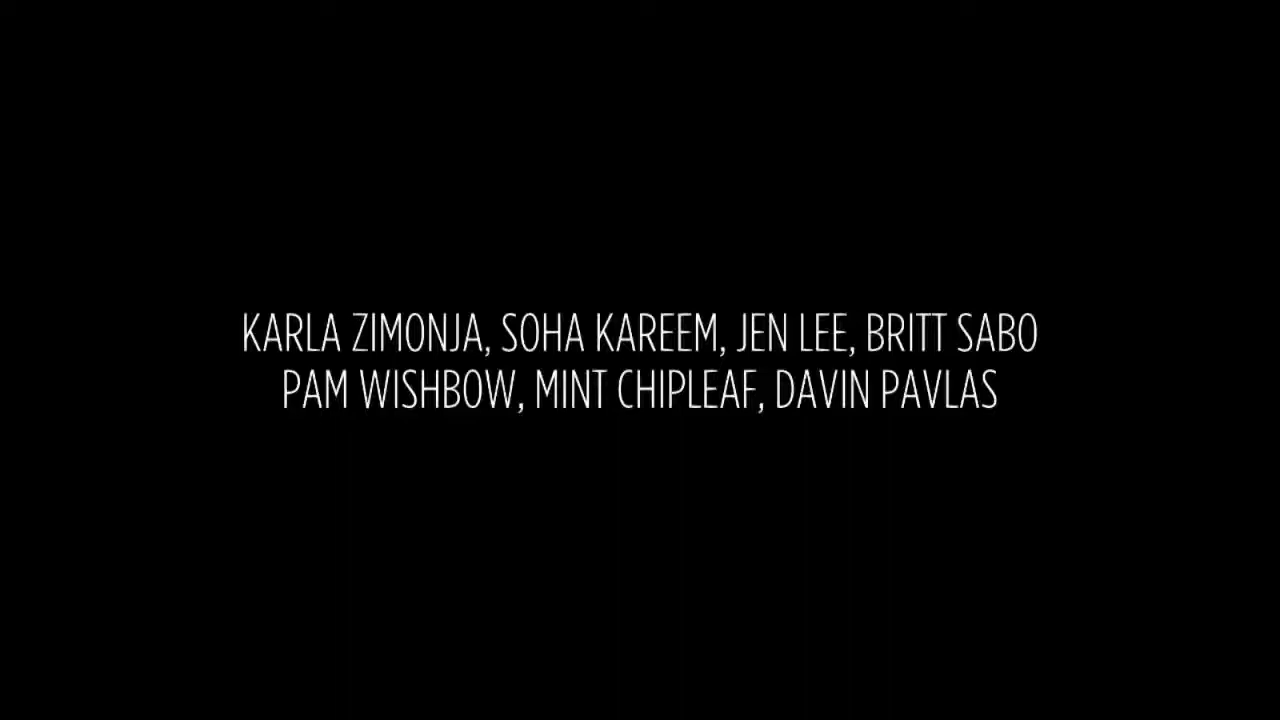 KARLA ZIMONJA, SOHA KAREEM, JEN LEE, BRITT SABO
PAM WISHBOW, MINT CHIPLEAF, DAVIN PAVLAS